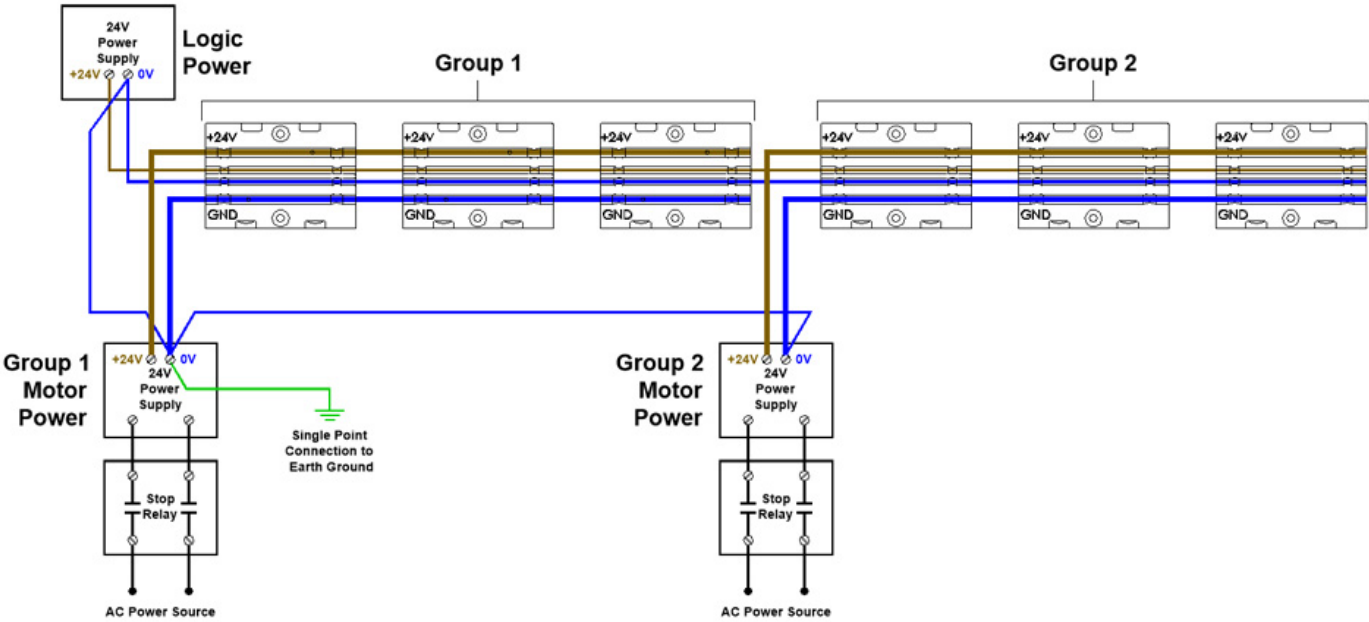 24V
Power
Supply
+24V 0V
Logic
Power
Group 1
Group 2
+24V
+24V
+24V
+24V
+24V
+24V
GND
GND
GND
GND
GND
GND
Group 1
Motor
Power
+24V 0V
24V
Power
Supply
Single Point
Connection to
Earth Ground
Stop
Relay
AC Power Source
Group 2
Motor
Power
+24V 0V
24V
Power
Supply
Stop
Relay
AC Power Source